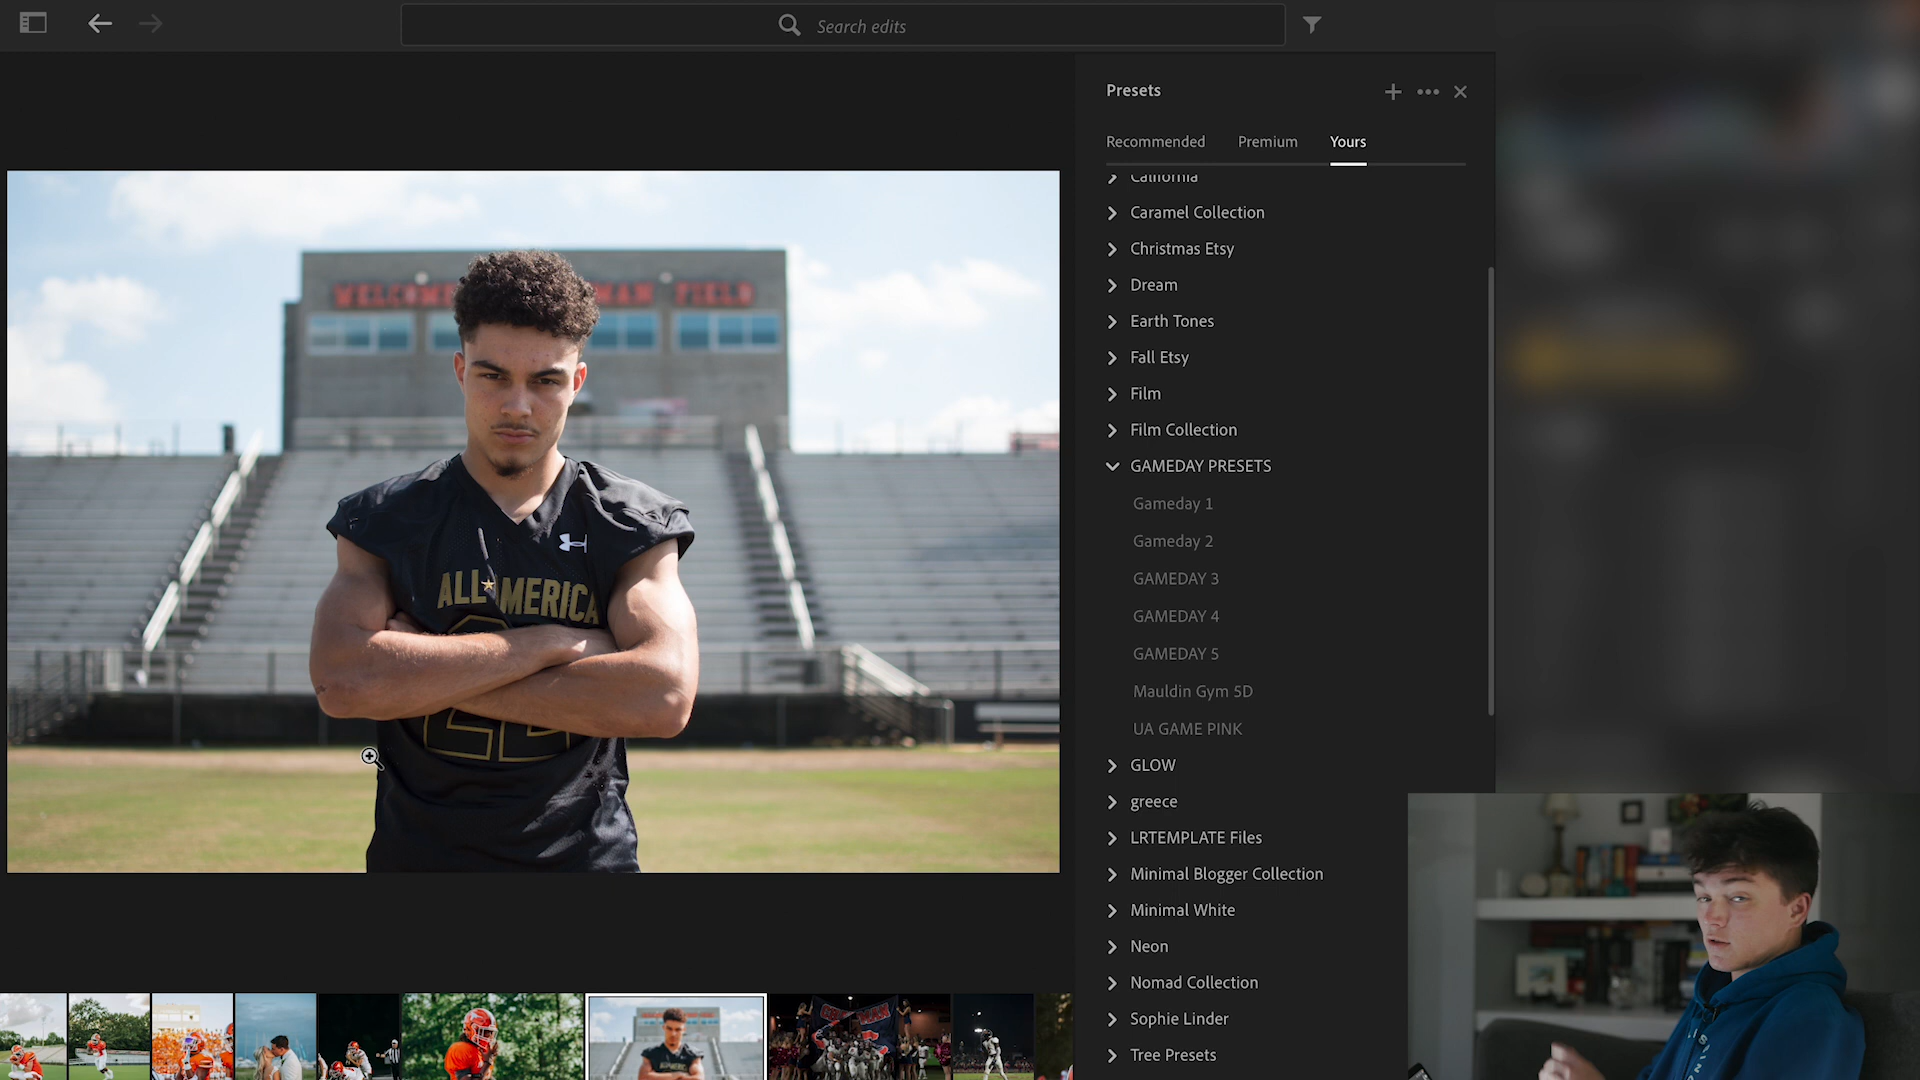 Search edits
Presets
Recommended Premium Yours
California
Caramel Collection
Christmas Etsy
Dream
Earth Tones
Fall Etsy
Film
Film Collection
GAMEDAY PRESETS
Gameday 1
Gameday 2
GAMEDAY 3
GAMEDAY 4
GAMEDAY 5
Mauldin Gym 5D
UA GAME PINK
GLOW
greece
LRTEMPLATE Files
Minimal Blogger Collection
Minimal White
Neon
Nomad Collection
Sophie Linder
Tree Presets
WELCOME FIELD
ALL MERICA